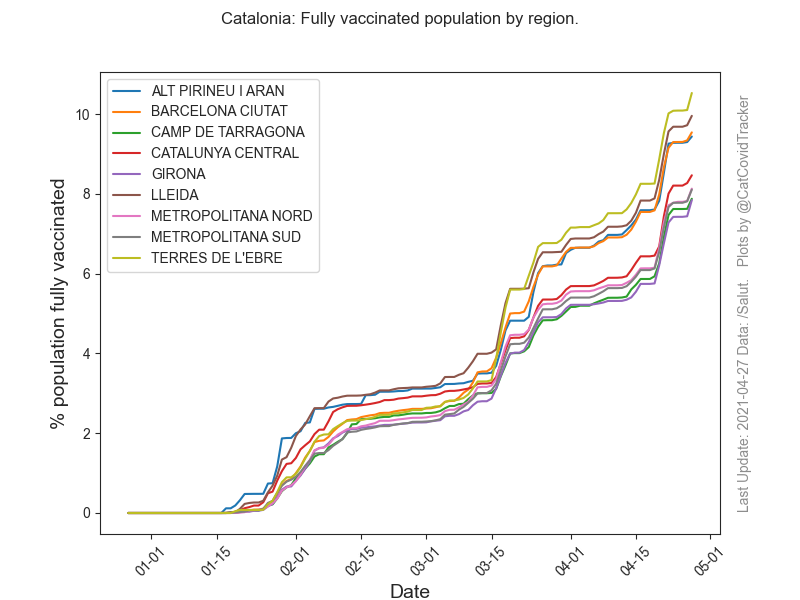 Catalonia: Fully vaccinated population by region.
ALT PIRINEU I ARAN
BARCELONA CIUTAT
CAMP DE TARRAGONA
CATALUNYA CENTRAL
GIRONA
LLEIDA
METROPOLITANA NORD
METROPOLITANA SUD
TERRES DE L'EBRE
% population fully vaccinated
10
8
6
4
2
0
01-01
01-15
02-01
02-15
03-01
03-15
04-01
04-15
05-01
Date
Last Update: 2021-04-27 Data: /Salut. Plots by @CatCovidTracker